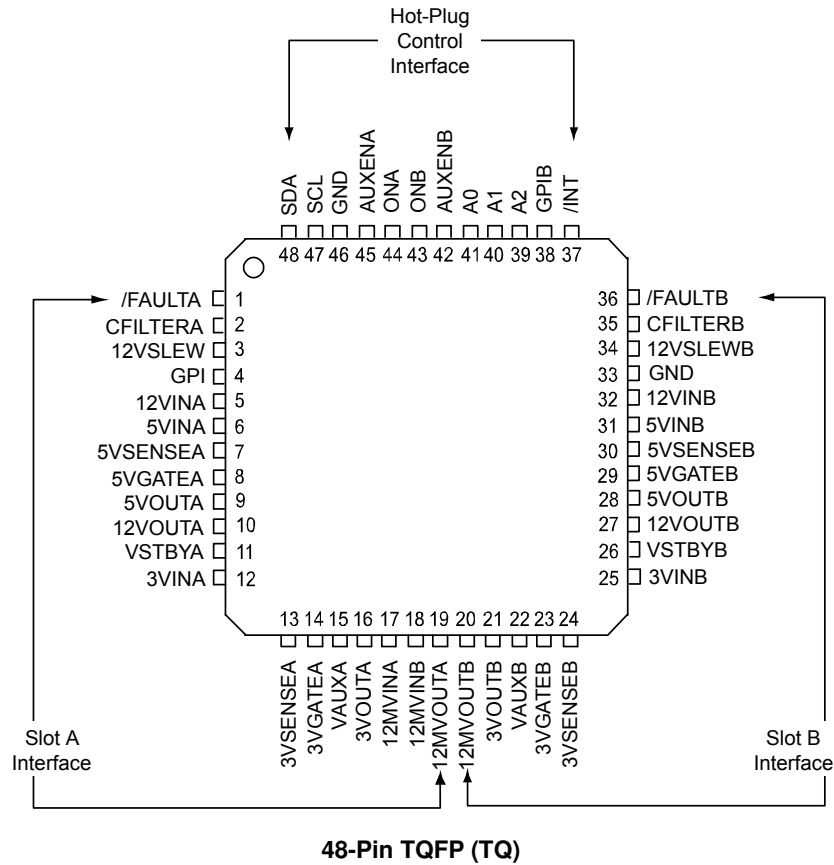 Hot-Plug
Control
Interface
SDA
SCL
GND
AUXENA
ONA
ONB
AUXENB
A0
A1
A2
GPIB
/INT
48 47 46 45 44 43 42 41 40 39 38 37
/FAULTA 1
CFILTERA 2
12VSLEW 3
GPI 4
12VINA 5
5VINA 6
5VSENSEA 7
5VGATEA 8
5VOUTA 9
12VOUTA 10
VSTBYA 11
3VINA 12
36 /FAULTB
35 CFILTERB
34 12VSLEWB
33 GND
32 12VINB
31 5VINB
30 5VSENSEB
29 5VGATEB
28 5VOUTB
27 12VOUTB
26 VSTBYB
25 3VINB
13 14 15 16 17 18 19 20 21 22 23 24
3VSENSEA
3VGATEA
VAUXA
3VOUTA
12MVINA
12MVINB
12MVOUTA
12MVOUTB
3VOUTB
VAUXB
3VGATEB
3VSENSEB
Slot A
Interface
Slot B
Interface
48-Pin TQFP (TQ)